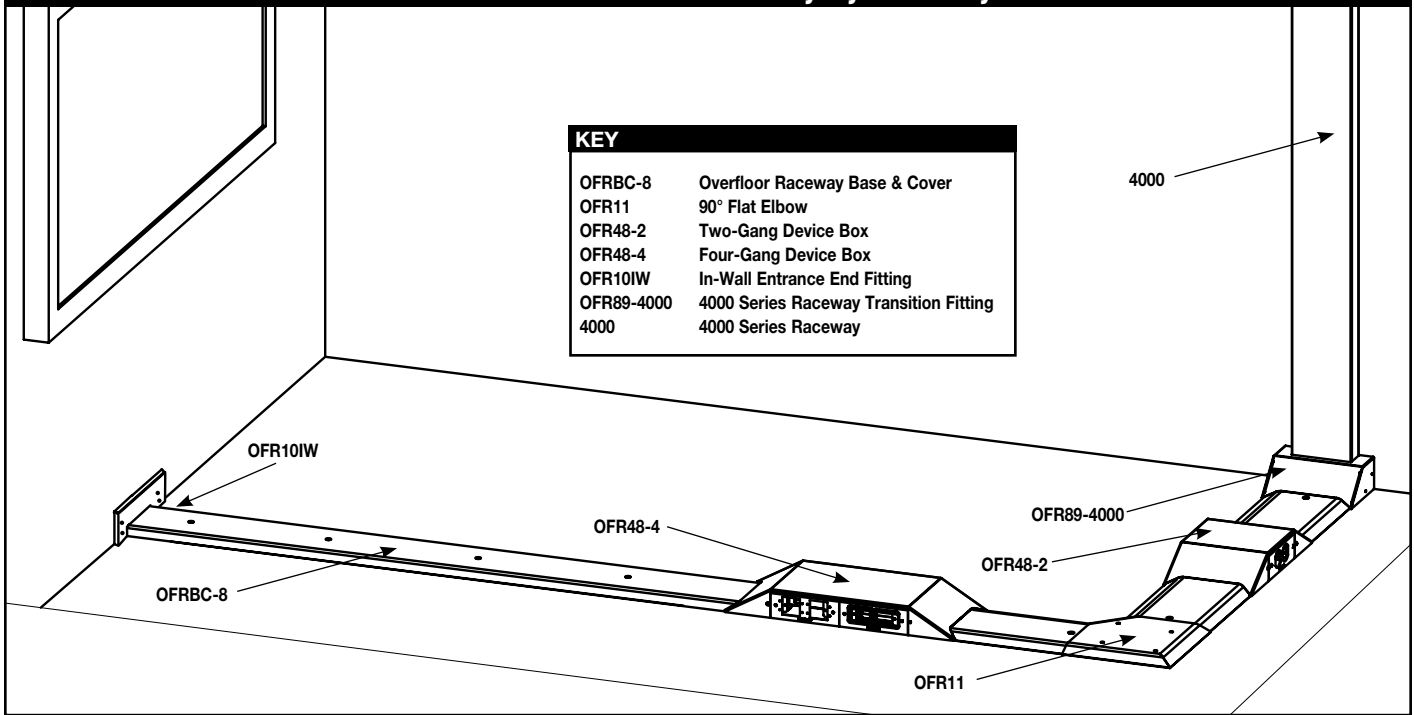 KEY
OFRBC-8 Overfloor Raceway Base & Cover
OFR11 90° Flat Elbow
OFR48-2 Two-Gang Device Box
OFR48-4 Four-Gang Device Box
OFR10IW In-Wall Entrance End Fitting
OFR89-4000 4000 Series Raceway Transition Fitting
4000 4000 Series Raceway
4000
OFR10IW
OFR48-4
OFR89-4000
OFR48-2
OFRBC-8
OFR11